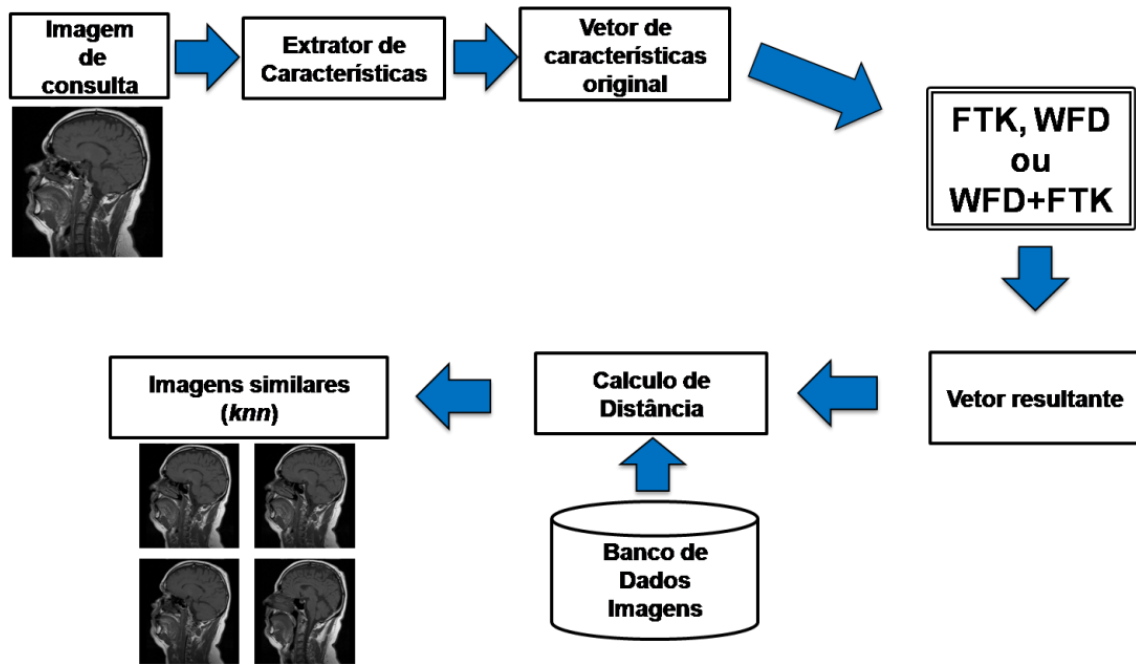 Imagem
de
consulta
Extrator de
Características
Vetor de
características
original
FTK, WFD
ou
WFD+FTK
Vetor resultante
Calculo de
Distância
Banco de
Dados
Imagens
Imagens similares
(knn)